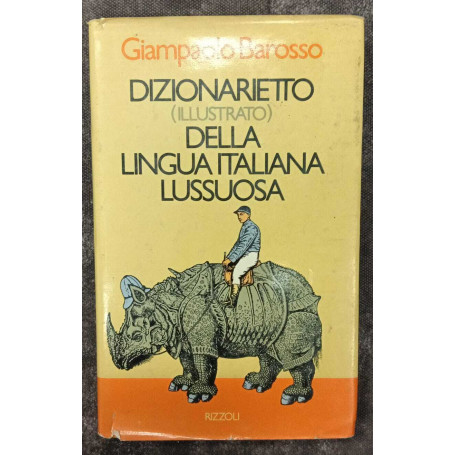 Giampaolo Barosso
DIZIONARIETTO
(ILLUSTRATO)
DELLA
LINGUA ITALIANA
LUSSUOSA
RIZZOLI